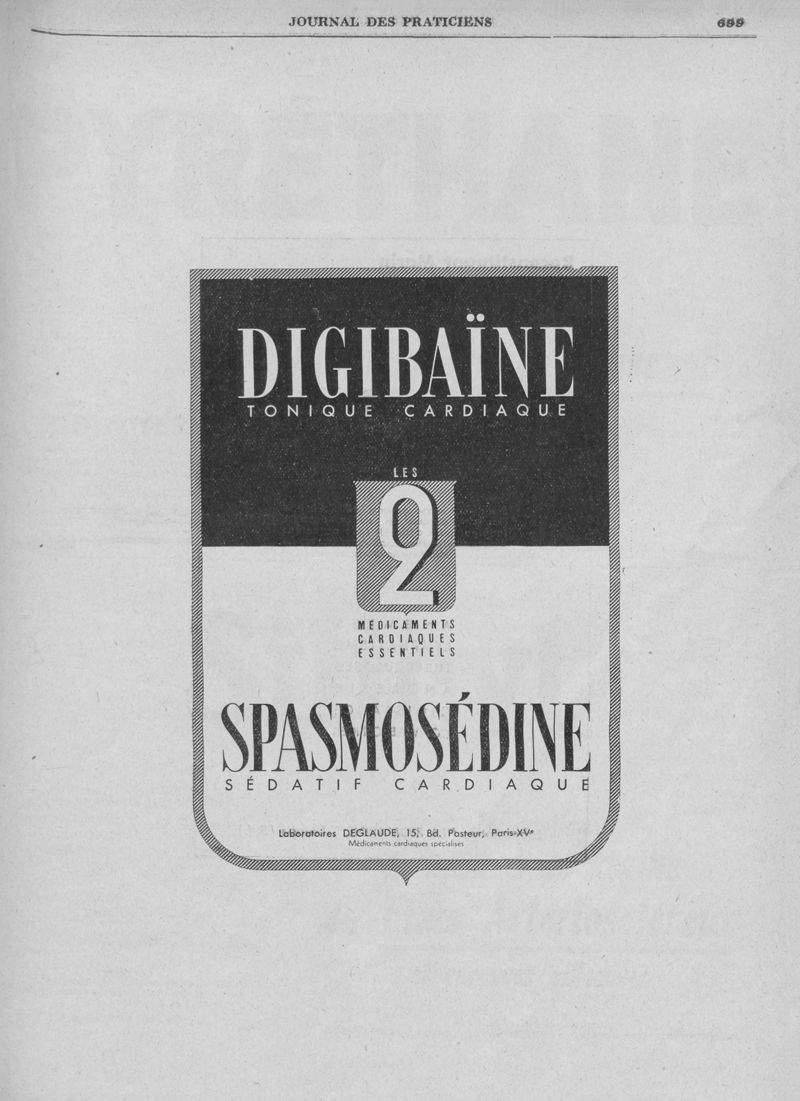 JOURNAL DES PRATICIENS 699
DIGIBAÏNE
TONIQUE CARDIAQUE
LES
2
MÉDICAMENTS
CARDIAQUES
ESSENTIELS
SPASMOSÉDINE
SÉDATIF CARDIAQUE
Laboratoires DEGLAUDE, 15, Bd. Pasteur, Paris-XVᵉ
Médicaments cardiaques spécialisés